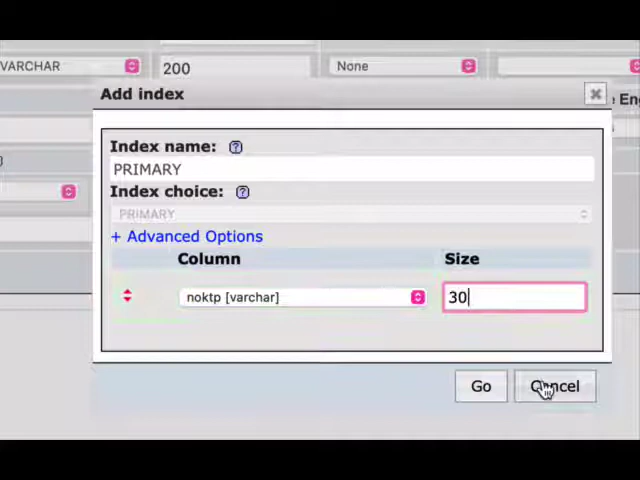 VARCHAR
200
None
Add index
Index name:
PRIMARY
Index choice:
PRIMARY
+ Advanced Options
Column Size
noktp [varchar] 30
Go Cancel